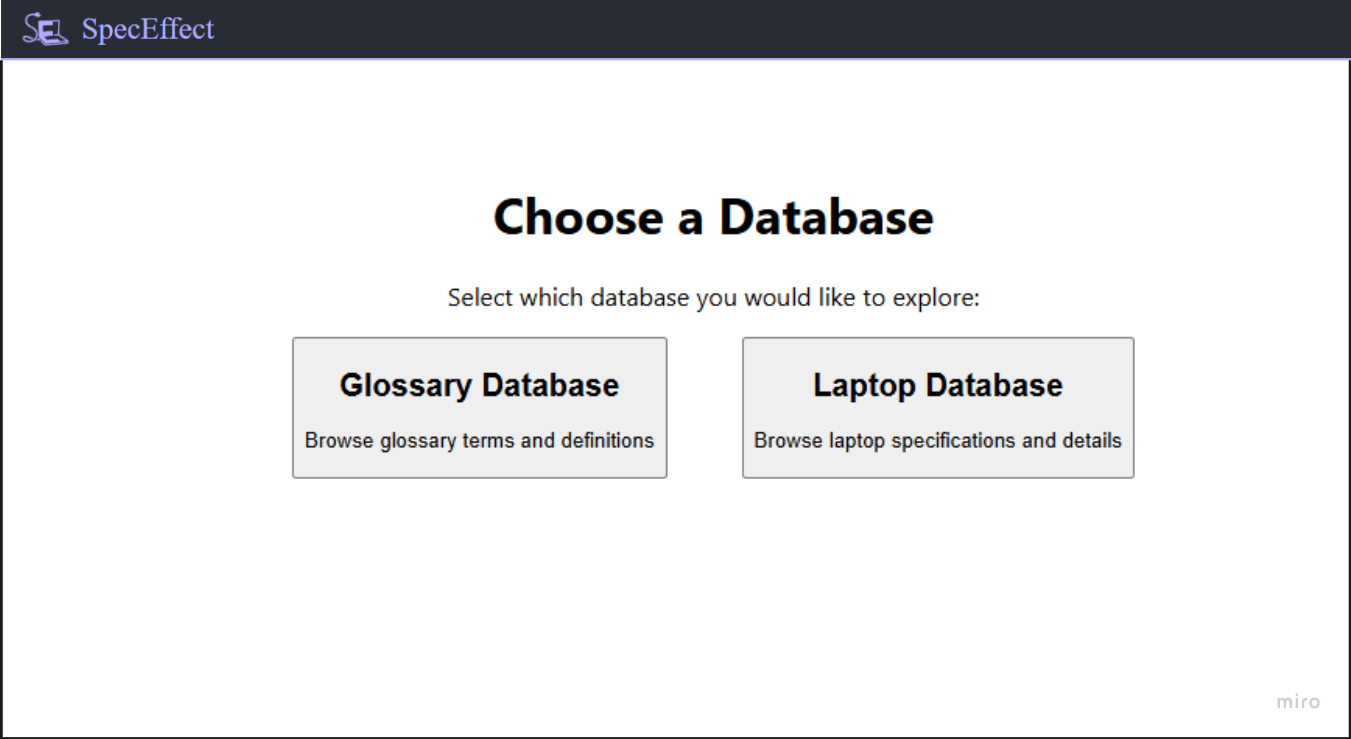 SpecEffect
Choose a Database
Select which database you would like to explore:
Glossary Database
Browse glossary terms and definitions
Laptop Database
Browse laptop specifications and details
miro